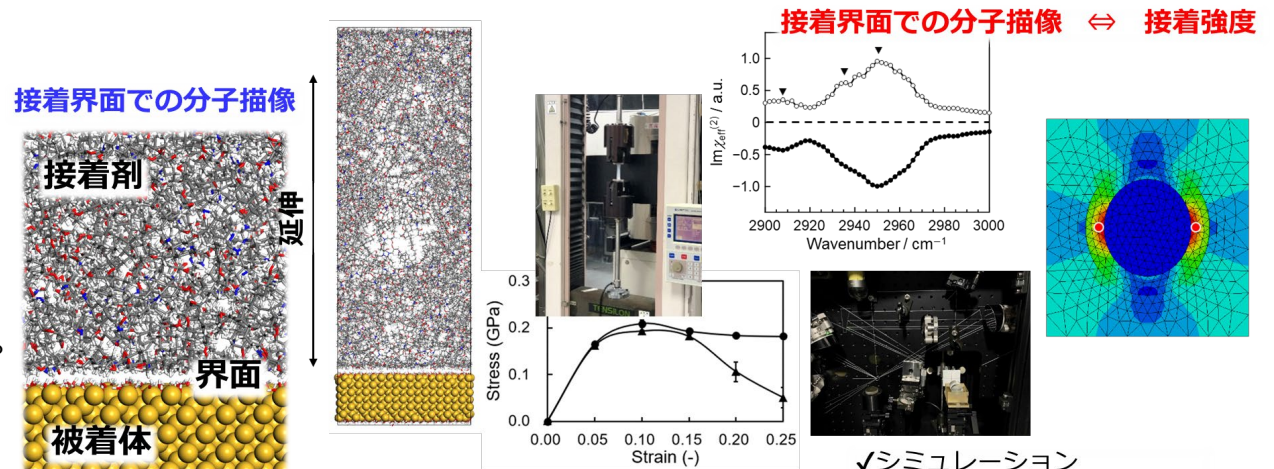 接着界面での分子描像 ⇔ 接着強度
接着界面での分子描像
接着剤
界面
被着体
延伸
TENSILON
Imχeff(2) / a.u.
1.0
0.5
0
−0.5
−1.0
2900 2920 2940 2960 2980 3000
Wavenumber / cm−1
Stress (GPa)
0.3
0.2
0.1
0.0
0.00 0.05 0.10 0.15 0.20 0.25
Strain (-)
✓シミュレーション